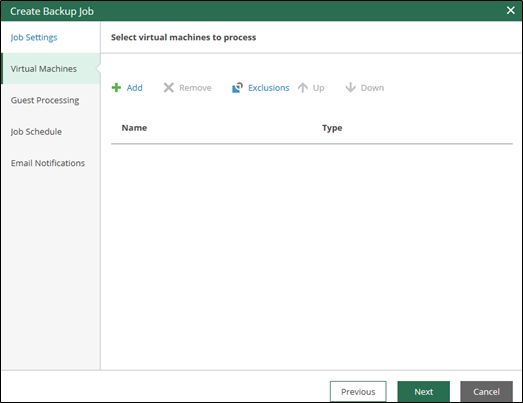 Create Backup Job
Job Settings
Virtual Machines
Guest Processing
Job Schedule
Email Notifications
Select virtual machines to process
Add Remove Exclusions Up Down
Name Type
Previous Next Cancel